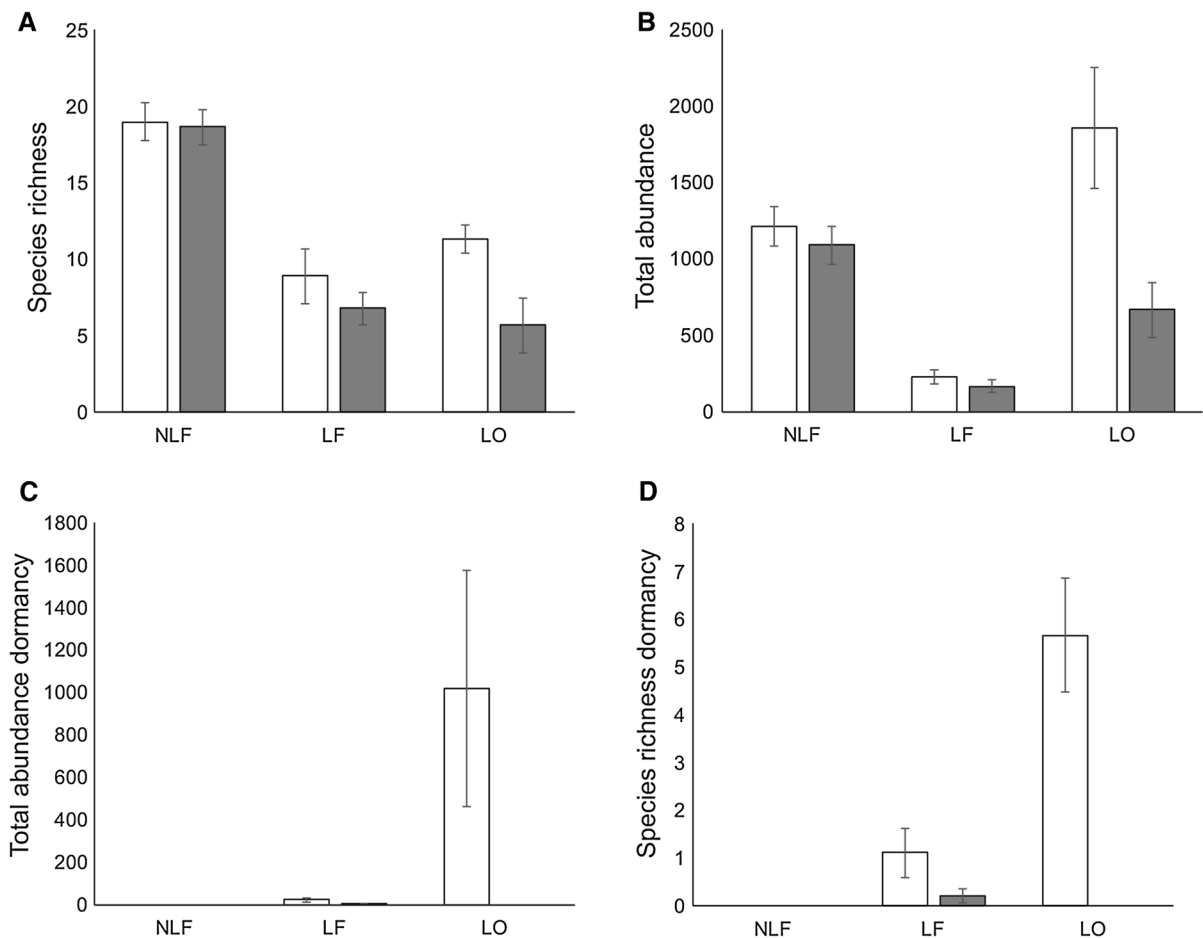 A
Species richness
25
20
15
10
5
0
NLF LF LO
B
Total abundance
2500
2000
1500
1000
500
0
NLF LF LO
C
Total abundance dormancy
1800
1600
1400
1200
1000
800
600
400
200
0
NLF LF LO
D
Species richness dormancy
8
7
6
5
4
3
2
1
0
NLF LF LO